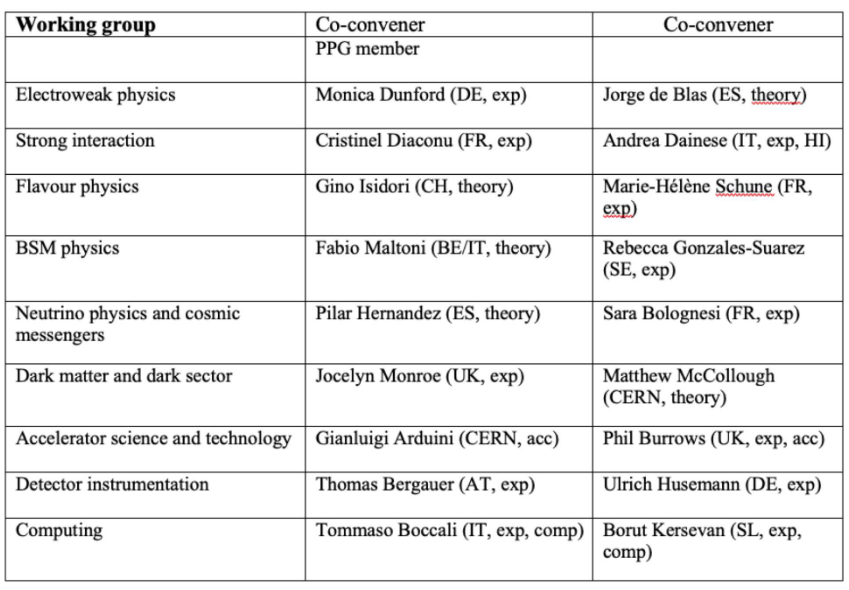 Working group Co-convener Co-convener
PPG member
Electroweak physics Monica Dunford (DE, exp) Jorge de Blas (ES, theory)
Strong interaction Cristinel Diaconu (FR, exp) Andrea Dainese (IT, exp, HI)
Flavour physics Gino Isidori (CH, theory) Marie-Hélène Schune (FR,
exp)
BSM physics Fabio Maltoni (BE/IT, theory) Rebecca Gonzales-Suarez
(SE, exp)
Neutrino physics and cosmic Pilar Hernandez (ES, theory) Sara Bolognesi (FR, exp)
messengers
Dark matter and dark sector Jocelyn Monroe (UK, exp) Matthew McCollough
(CERN, theory)
Accelerator science and technology Gianluigi Arduini (CERN, acc) Phil Burrows (UK, exp, acc)
Detector instrumentation Thomas Bergauer (AT, exp) Ulrich Husemann (DE, exp)
Computing Tommaso Boccali (IT, exp, comp) Borut Kersevan (SL, exp,
comp)